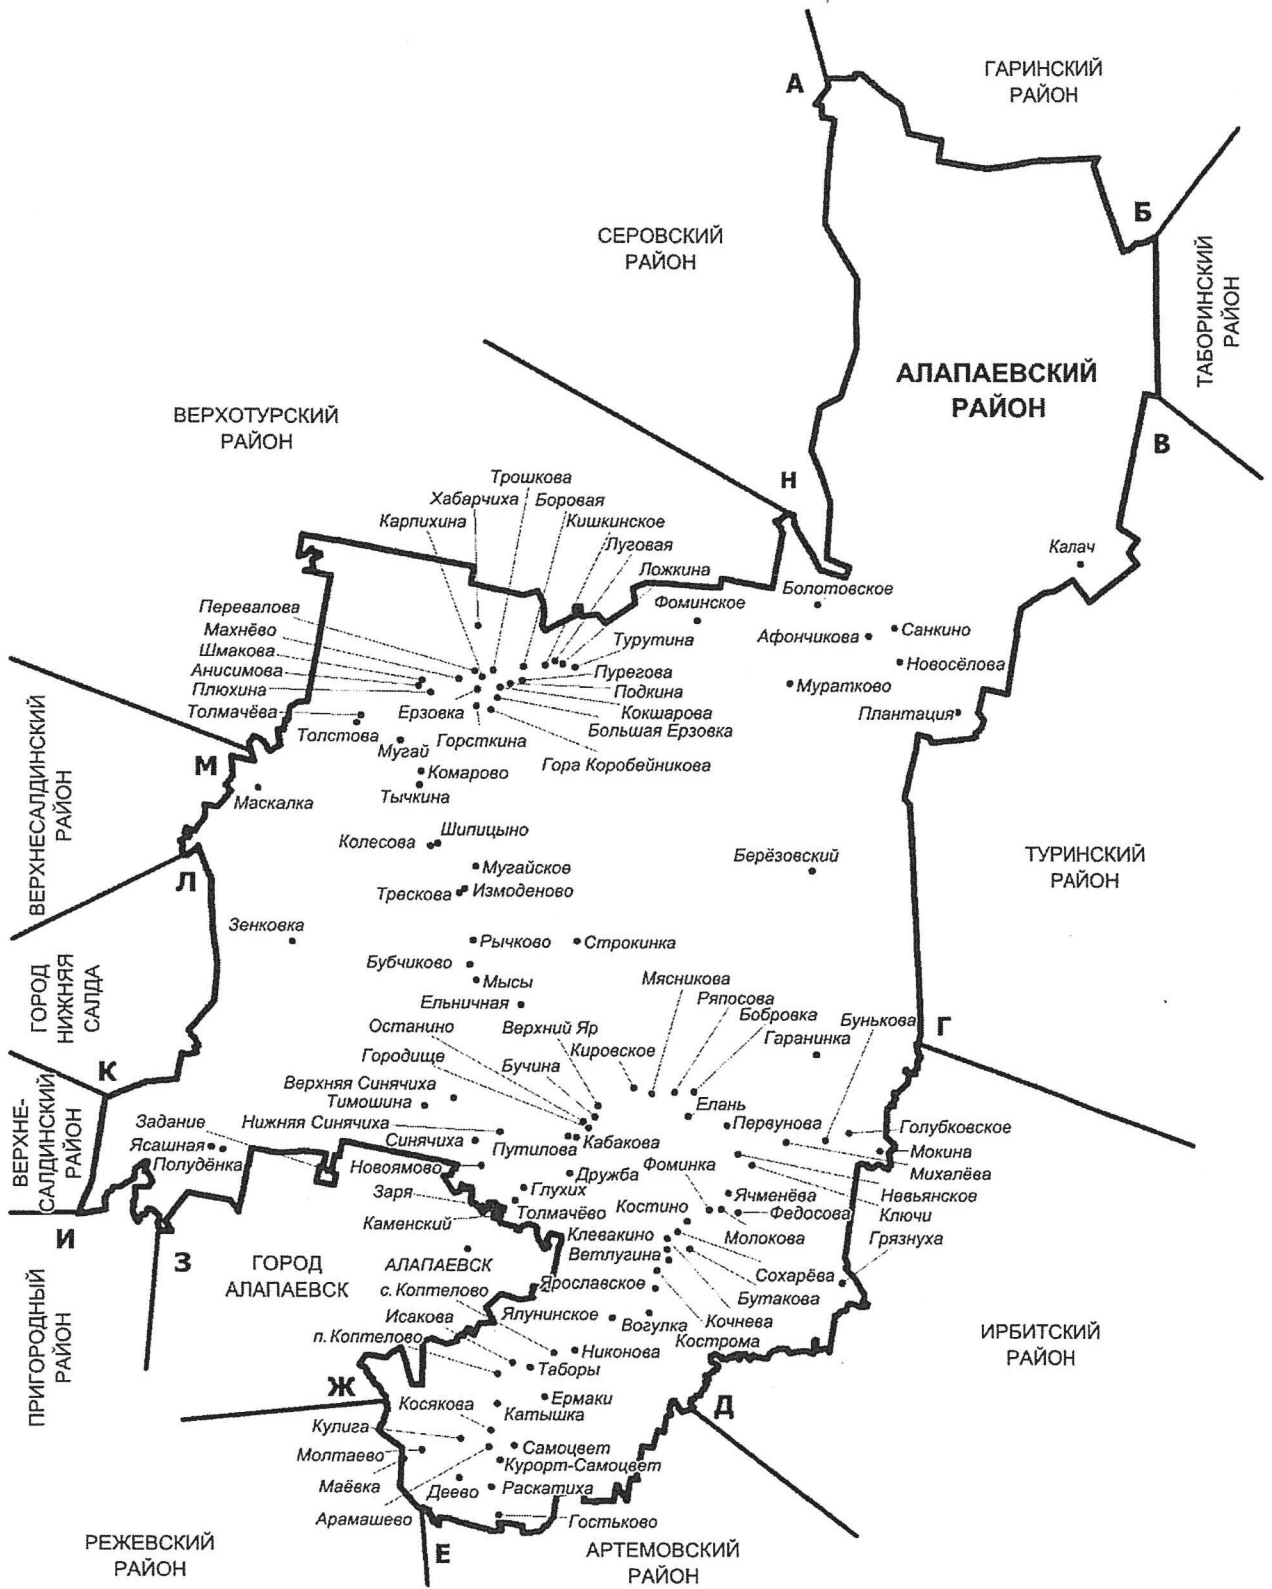 ГАРИНСКИЙ
РАЙОН
А
Б
СЕРОВСКИЙ
РАЙОН
ТАБОРИНСКИЙ
РАЙОН
АЛАПАЕВСКИЙ
РАЙОН
ВЕРХОТУРСКИЙ
РАЙОН
В
Н
Трошкова
Хабарчиха
Боровая
Карпихина
Кишкинское
Луговая
Калач
Ложкина
Болотовское
Перевалова
Фоминское
Махнёво
Турутина
Афончикова
Санкино
Шмакова
Анисимова
Пурегова
Новосёлова
Плюхина
Подкина
Муратково
Толмачёва
Ерзовка
Кокшарова
Плантация
Толстова
Большая Ерзовка
Мугай
Горсткина
Гора Коробейникова
М
Комарово
Маскалка
Тычкина
ВЕРХНЕСАЛДИНСКИЙ
РАЙОН
Шипицыно
Колесова
Берёзовский
ТУРИНСКИЙ
РАЙОН
Мугайское
Л
Трескова
Измоденово
Зенковка
Рычково
Строкинка
Бубчиково
Мысы
Мясникова
ГОРОД
НИЖНЯЯ
САЛДА
Ельничная
Ряпосова
Бобровка
Бунькова
Г
Останино
Верхний Яр
Гаранинка
Городище
Кировское
К
Бучина
Верхняя Синячиха
Тимошина
Елань
ВЕРХНЕ-
САЛДИНСКИЙ
РАЙОН
Задание
Нижняя Синячиха
Первунова
Голубковское
Ясашная
Синячиха
Путилова
Кабакова
Мокина
Полудёнка
Новоямово
Дружба
Фоминка
Михалёва
Заря
Глухих
Ячменёва
Невьянское
Каменский
Толмачёво
Костино
Федосова
Ключи
И
З
Клевакино
Молокова
Грязнуха
ГОРОД
АЛАПАЕВСК
АЛАПАЕВСК
Ветлугина
с. Коптелово
Ярославское
Сохарёва
Бутакова
Исакова
Ялунинское
Вогулка
Кочнева
ПРИГОРОДНЫЙ
РАЙОН
п. Коптелово
Кострома
ИРБИТСКИЙ
РАЙОН
Никонова
Таборы
Ж
Косякова
Ермаки
Д
Катышка
Кулига
Молтаево
Самоцвет
Курорт-Самоцвет
Маёвка
Деево
Раскатиха
Арамашево
Гостьково
РЕЖЕВСКИЙ
РАЙОН
Е
АРТЕМОВСКИЙ
РАЙОН